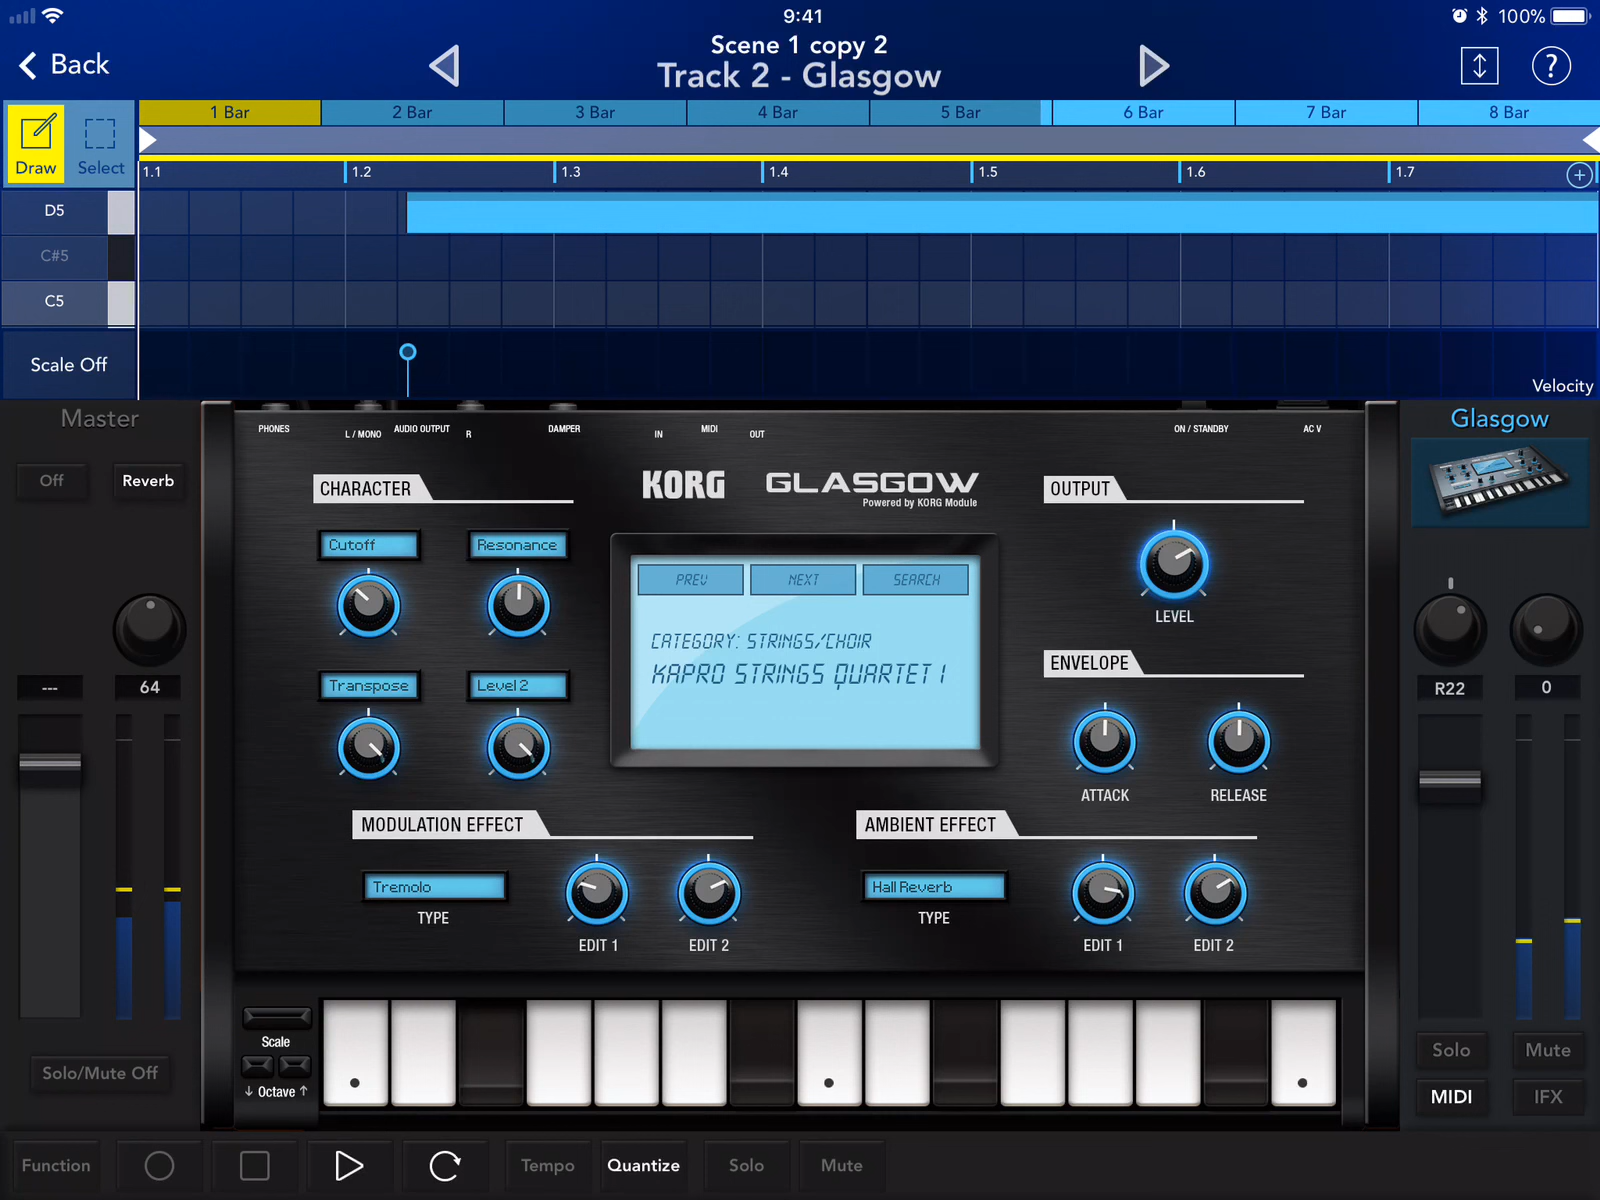 9:41
100%
Back
Scene 1 copy 2
Track 2 - Glasgow
?
Draw
Select
1 Bar
2 Bar
3 Bar
4 Bar
5 Bar
6 Bar
7 Bar
8 Bar
1.1
1.2
1.3
1.4
1.5
1.6
1.7
D5
C#5
C5
Scale Off
Velocity
Master
Off
Reverb
---
64
Solo/Mute Off
PHONES
L / MONO
AUDIO OUTPUT
R
DAMPER
IN
MIDI
OUT
ON / STANDBY
AC V
KORG
GLASGOW
Powered by KORG Module
CHARACTER
Cutoff
Resonance
Transpose
Level 2
PREV
NEXT
SEARCH
CATEGORY: STRINGS/CHOIR
KAPRO STRINGS QUARTET 1
OUTPUT
LEVEL
ENVELOPE
ATTACK
RELEASE
MODULATION EFFECT
Tremolo
TYPE
EDIT 1
EDIT 2
AMBIENT EFFECT
Hall Reverb
TYPE
EDIT 1
EDIT 2
Scale
↓ Octave ↑
Glasgow
R22
0
Solo
Mute
MIDI
IFX
Function
Tempo
Quantize
Solo
Mute